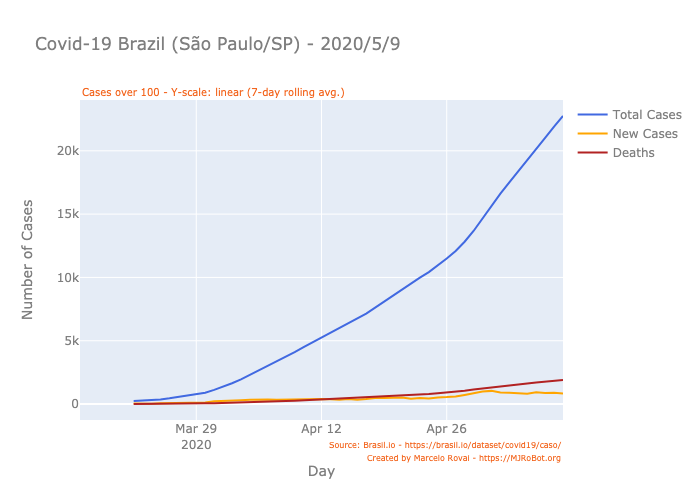 Covid-19 Brazil (São Paulo/SP) - 2020/5/9
Cases over 100 - Y-scale: linear (7-day rolling avg.)
Total Cases
New Cases
Deaths
20k
15k
10k
5k
0
Number of Cases
Mar 29
2020
Apr 12
Apr 26
Source: Brasil.io - https://brasil.io/dataset/covid19/caso/
Created by Marcelo Rovai - https://MJRoBot.org
Day